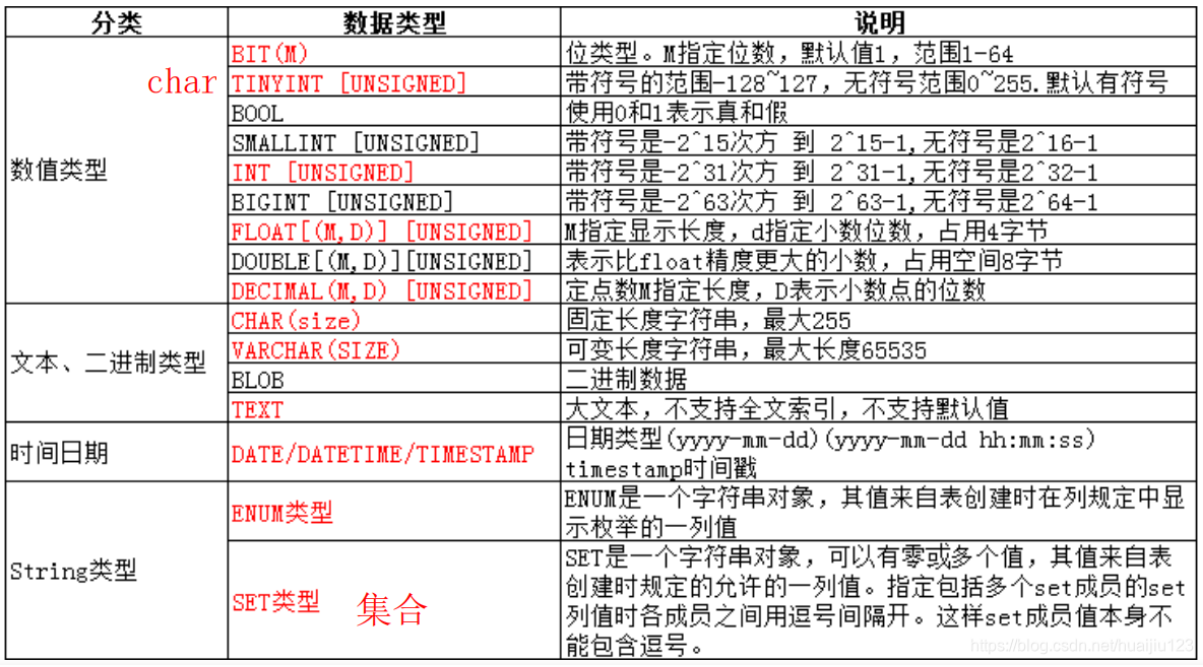 分类 数据类型 说明
BIT(M) 位类型。M指定位数，默认值1，范围1-64
char TINYINT [UNSIGNED] 带符号的范围-128~127，无符号范围0~255.默认有符号
BOOL 使用0和1表示真和假
SMALLINT [UNSIGNED] 带符号是-2^15次方 到 2^15-1,无符号是2^16-1
数值类型 INT [UNSIGNED] 带符号是-2^31次方 到 2^31-1,无符号是2^32-1
BIGINT [UNSIGNED] 带符号是-2^63次方 到 2^63-1,无符号是2^64-1
FLOAT[(M,D)] [UNSIGNED] M指定显示长度，d指定小数位数，占用4字节
DOUBLE[(M,D)][UNSIGNED] 表示比float精度更大的小数，占用空间8字节
DECIMAL(M,D) [UNSIGNED] 定点数M指定长度，D表示小数点的位数
CHAR(size) 固定长度字符串，最大255
文本、二进制类型 VARCHAR(SIZE) 可变长度字符串，最大长度65535
BLOB 二进制数据
TEXT 大文本，不支持全文索引，不支持默认值
时间日期 DATE/DATETIME/TIMESTAMP 日期类型(yyyy-mm-dd)(yyyy-mm-dd hh:mm:ss)
timestamp时间戳
String类型 ENUM类型 ENUM是一个字符串对象，其值来自表创建时在列规定中显
示枚举的一列值
SET类型 集合 SET是一个字符串对象，可以有零或多个值，其值来自表
创建时规定的允许的一列值。指定包括多个set成员的set
列值时各成员之间用逗号间隔开。这样set成员值本身不
能包含逗号。
https://blog.csdn.net/huaijiu123